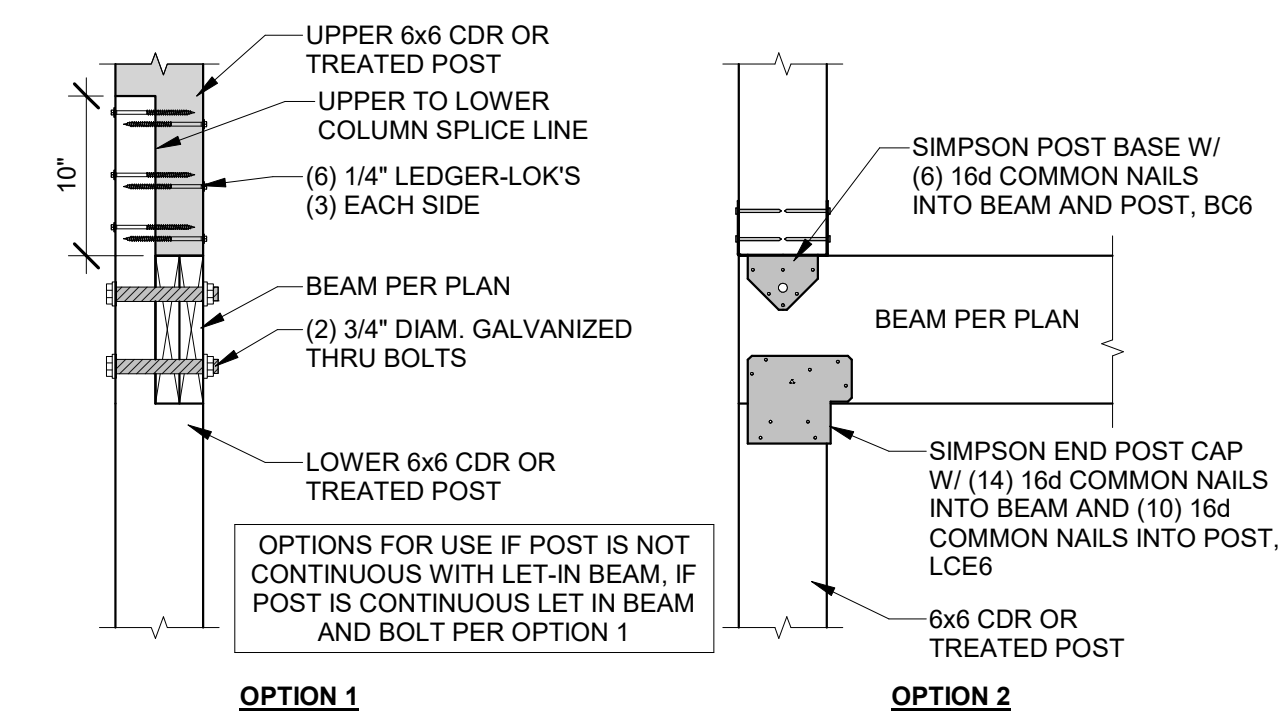 UPPER 6x6 CDR OR
TREATED POST
UPPER TO LOWER
COLUMN SPLICE LINE
10"
(6) 1/4" LEDGER-LOK'S
(3) EACH SIDE
BEAM PER PLAN
(2) 3/4" DIAM. GALVANIZED
THRU BOLTS
LOWER 6x6 CDR OR
TREATED POST
OPTIONS FOR USE IF POST IS NOT
CONTINUOUS WITH LET-IN BEAM, IF
POST IS CONTINUOUS LET IN BEAM
AND BOLT PER OPTION 1
OPTION 1
SIMPSON POST BASE W/
(6) 16d COMMON NAILS
INTO BEAM AND POST, BC6
BEAM PER PLAN
SIMPSON END POST CAP
W/ (14) 16d COMMON NAILS
INTO BEAM AND (10) 16d
COMMON NAILS INTO POST,
LCE6
6x6 CDR OR
TREATED POST
OPTION 2